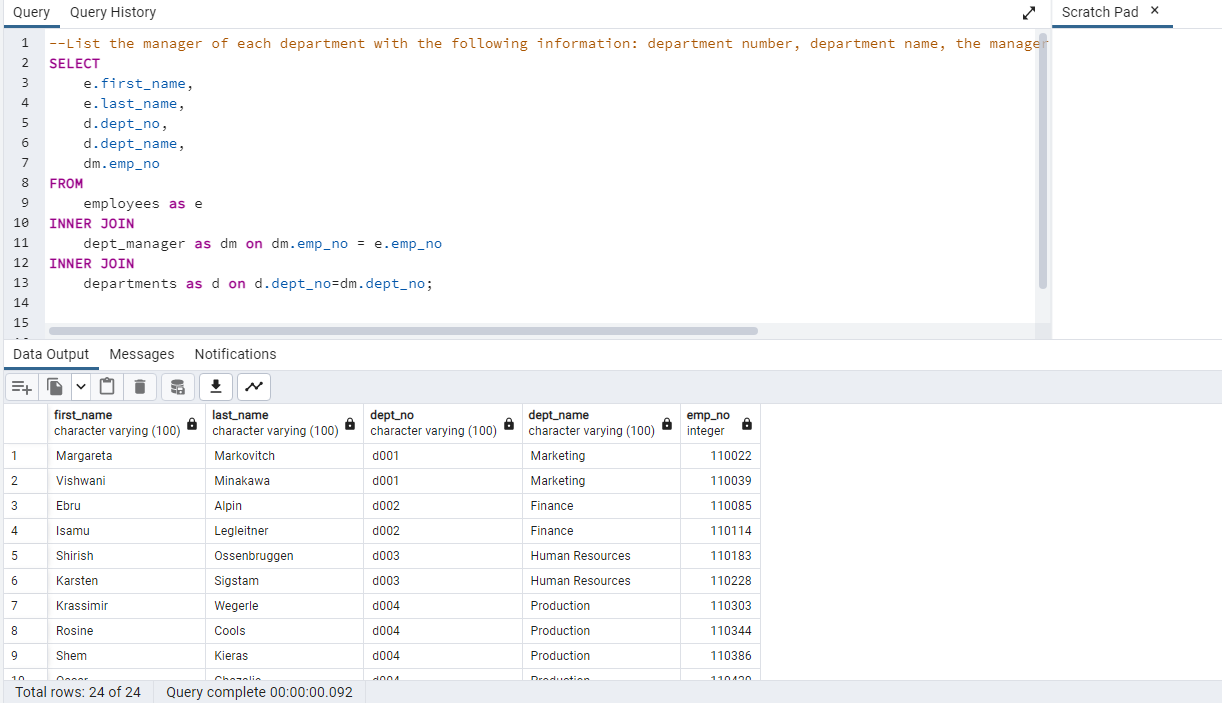 Query Query History Scratch Pad ×
1 --List the manager of each department with the following information: department number, department name, the manager
2 SELECT
3 e.first_name,
4 e.last_name,
5 d.dept_no,
6 d.dept_name,
7 dm.emp_no
8 FROM
9 employees as e
10 INNER JOIN
11 dept_manager as dm on dm.emp_no = e.emp_no
12 INNER JOIN
13 departments as d on d.dept_no=dm.dept_no;
14
15
Data Output Messages Notifications
first_name last_name dept_no dept_name emp_no
character varying (100) character varying (100) character varying (100) character varying (100) integer
1 Margareta Markovitch d001 Marketing 110022
2 Vishwani Minakawa d001 Marketing 110039
3 Ebru Alpin d002 Finance 110085
4 Isamu Legleitner d002 Finance 110114
5 Shirish Ossenbruggen d003 Human Resources 110183
6 Karsten Sigstam d003 Human Resources 110228
7 Krassimir Wegerle d004 Production 110303
8 Rosine Cools d004 Production 110344
9 Shem Kieras d004 Production 110386
Total rows: 24 of 24 Query complete 00:00:00.092